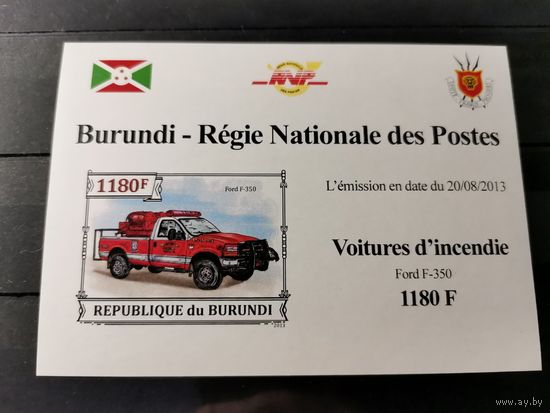 RNP
Burundi - Régie Nationale des Postes
1180F
Ford F-350
REPUBLIQUE du BURUNDI
2013
L'émission en date du 20/08/2013
Voitures d'incendie
Ford F-350
1180 F
www.ay.by